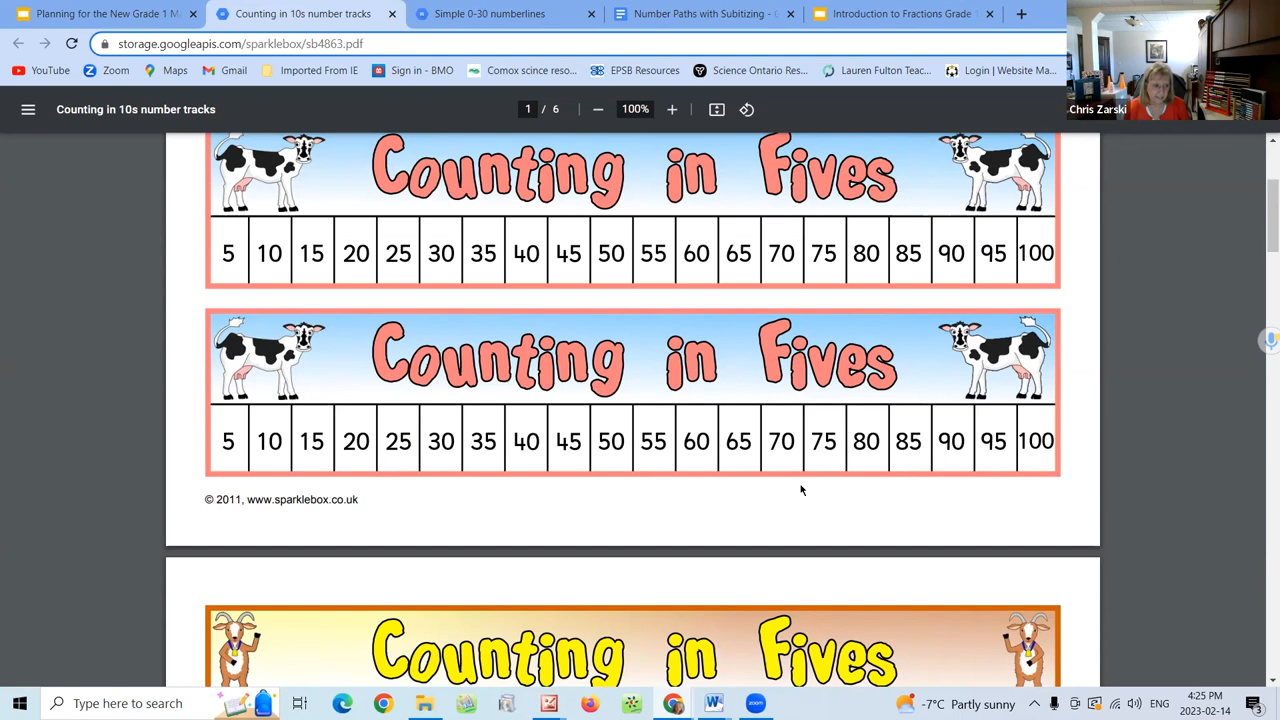 Planning for the New Grade 1 M
Counting in 10s number tracks
Simple 0-30 numberlines
Number Paths with Subitizing -
Introduction to Fractions Grade
storage.googleapis.com/sparklebox/sb4863.pdf
YouTube
Zoom
Maps
Gmail
Imported From IE
Sign in - BMO
Comox scince reso...
EPSB Resources
Science Ontario Res...
Lauren Fulton Teac...
Login | Website Ma...
Counting in 10s number tracks
1 / 6
100%
Chris Zarski
Counting in Fives
5 10 15 20 25 30 35 40 45 50 55 60 65 70 75 80 85 90 95 100
Counting in Fives
5 10 15 20 25 30 35 40 45 50 55 60 65 70 75 80 85 90 95 100
© 2011, www.sparklebox.co.uk
Counting in Fives
Type here to search
-7°C Partly sunny
ENG
4:25 PM
2023-02-14
3